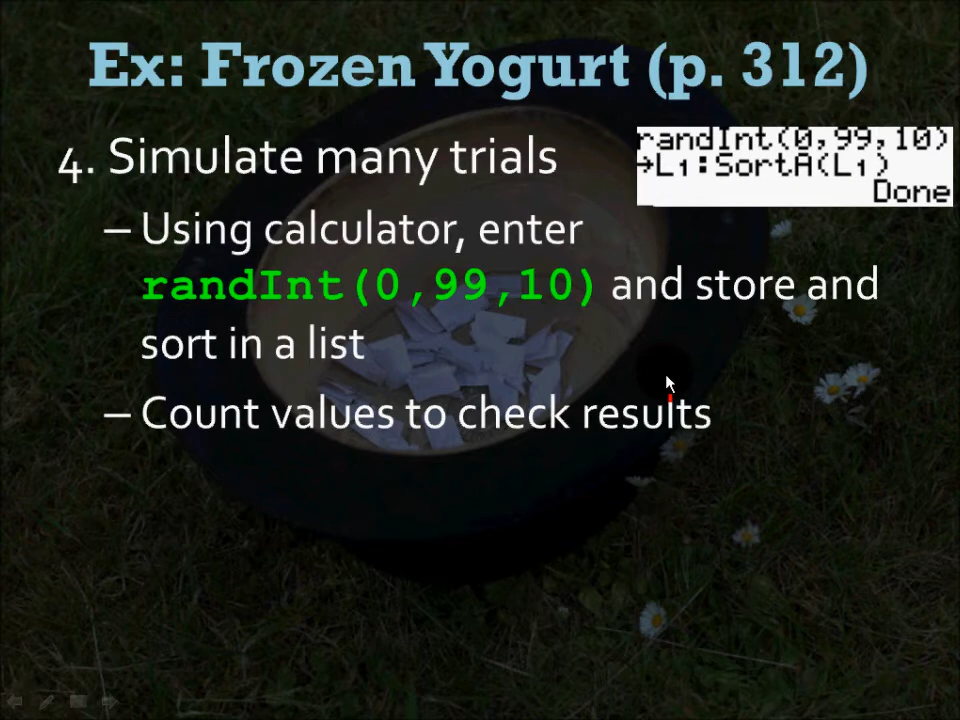 Ex: Frozen Yogurt (p. 312)
4. Simulate many trials
randInt(0,99,10)
→L₁:SortA(L₁)
Done
– Using calculator, enter
randInt(0,99,10) and store and
sort in a list
– Count values to check results